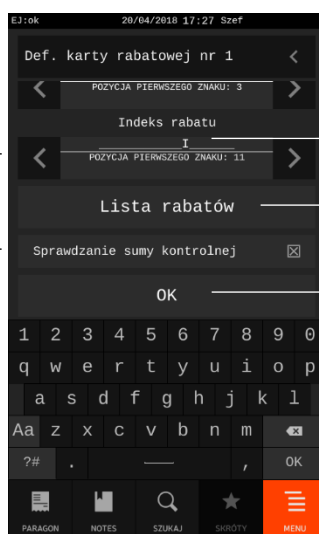 EJ:ok 20/04/2018 17:27 Szef
Def. karty rabatowej nr 1 <
< POZYCJA PIERWSZEGO ZNAKU: 3 >
Indeks rabatu
I
< POZYCJA PIERWSZEGO ZNAKU: 11 >
Lista rabatów
Sprawdzanie sumy kontrolnej
OK
1 2 3 4 5 6 7 8 9 0
q w e r t y u i o p
a s d f g h j k l
Aa z x c v b n m
?# . , OK
PARAGON NOTES SZUKAJ SKRÓTY MENU